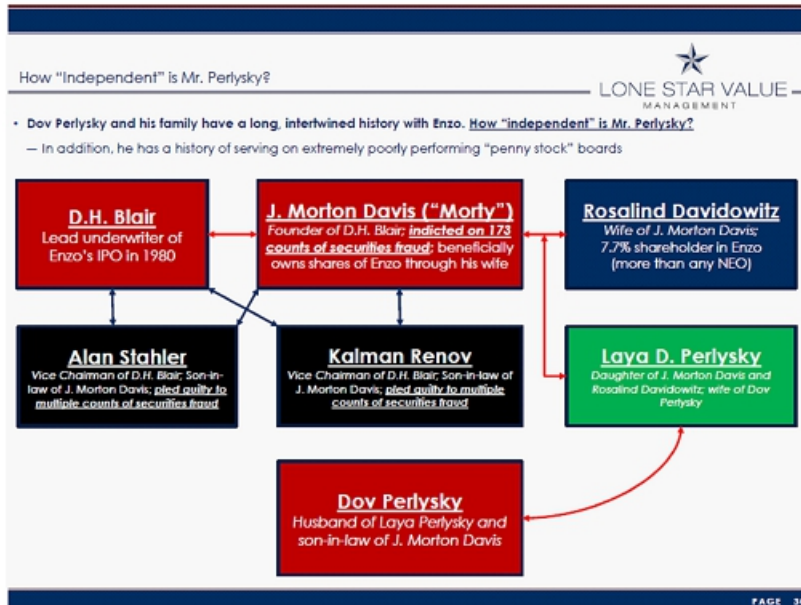 How “Independent” is Mr. Perlysky?
LONE STAR VALUE
MANAGEMENT
• Dov Perlysky and his family have a long, intertwined history with Enzo. How “independent” is Mr. Perlysky?
— In addition, he has a history of serving on extremely poorly performing “penny stock” boards
D.H. Blair
Lead underwriter of
Enzo’s IPO in 1980
J. Morton Davis (“Morty”)
Founder of D.H. Blair; indicted on 173
counts of securities fraud; beneficially
owns shares of Enzo through his wife
Rosalind Davidowitz
Wife of J. Morton Davis;
7.7% shareholder in Enzo
(more than any NEO)
Alan Stahler
Vice Chairman of D.H. Blair; Son-in-
law of J. Morton Davis; pled guilty to
multiple counts of securities fraud
Kalman Renov
Vice Chairman of D.H. Blair; Son-in-law of
J. Morton Davis; pled guilty to multiple
counts of securities fraud
Laya D. Perlysky
Daughter of J. Morton Davis and
Rosalind Davidowitz; wife of Dov
Perlysky
Dov Perlysky
Husband of Laya Perlysky and
son-in-law of J. Morton Davis
PAGE